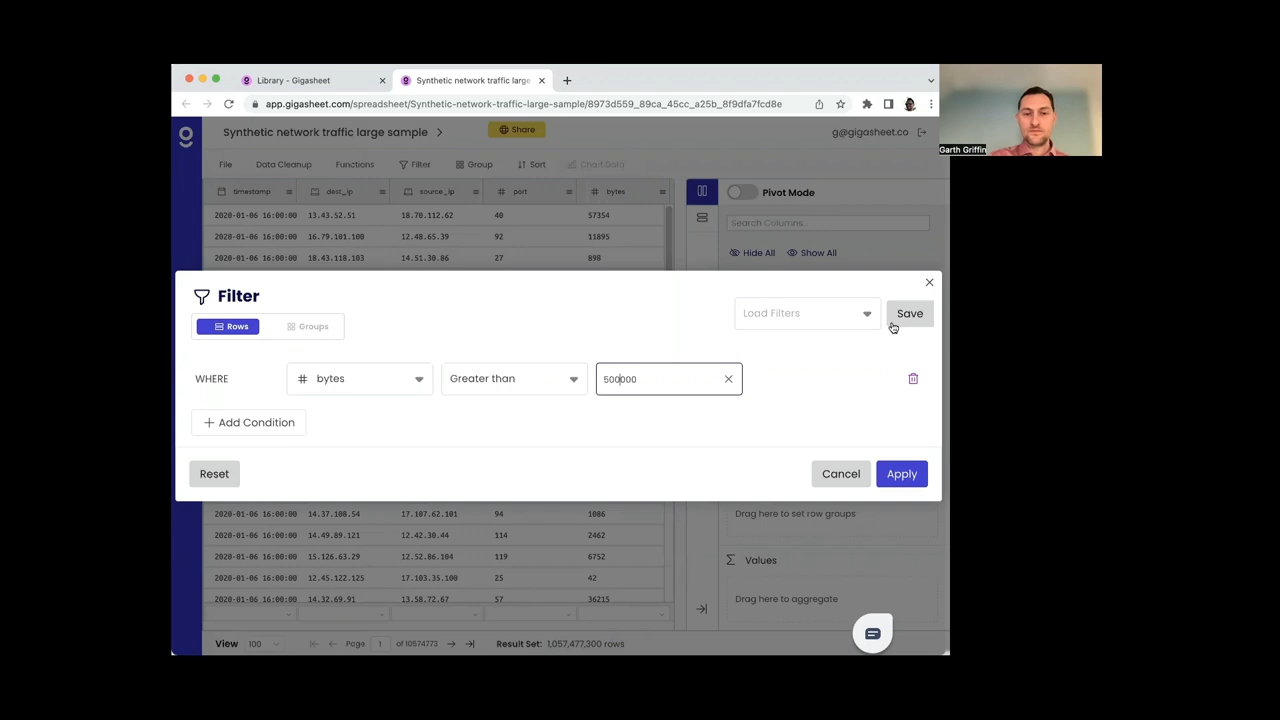 Library - Gigasheet
Synthetic network traffic large
app.gigasheet.com/spreadsheet/Synthetic-network-traffic-large-sample/8973d559_89ca_45cc_a25b_8f9dfa7fcd8e
Garth Griffin
Synthetic network traffic large sample
Share
g@gigasheet.co
File Data Cleanup Functions Filter Group Sort Chart Data
timestamp dest_ip source_ip # port # bytes
Pivot Mode
2020-01-06 16:00:00 13.43.52.51 18.70.112.62 40 57354
Search Columns...
2020-01-06 16:00:00 16.79.101.100 12.48.65.39 92 11895
2020-01-06 16:00:00 18.43.118.103 14.51.30.86 27 898
Hide All Show All
Filter
Load Filters
Save
Rows Groups
WHERE # bytes Greater than 500000
+ Add Condition
Reset Cancel Apply
2020-01-06 16:00:00 14.37.108.54 17.107.62.101 94 1086
Drag here to set row groups
2020-01-06 16:00:00 14.49.89.121 12.42.30.44 114 2462
2020-01-06 16:00:00 15.126.63.29 12.52.86.104 119 6752
Σ Values
2020-01-06 16:00:00 12.45.122.125 17.103.35.100 25 42
2020-01-06 16:00:00 14.32.69.91 13.58.72.67 57 36215
Drag here to aggregate
View 100 Page 1 of 10574773 Result Set: 1,057,477,300 rows